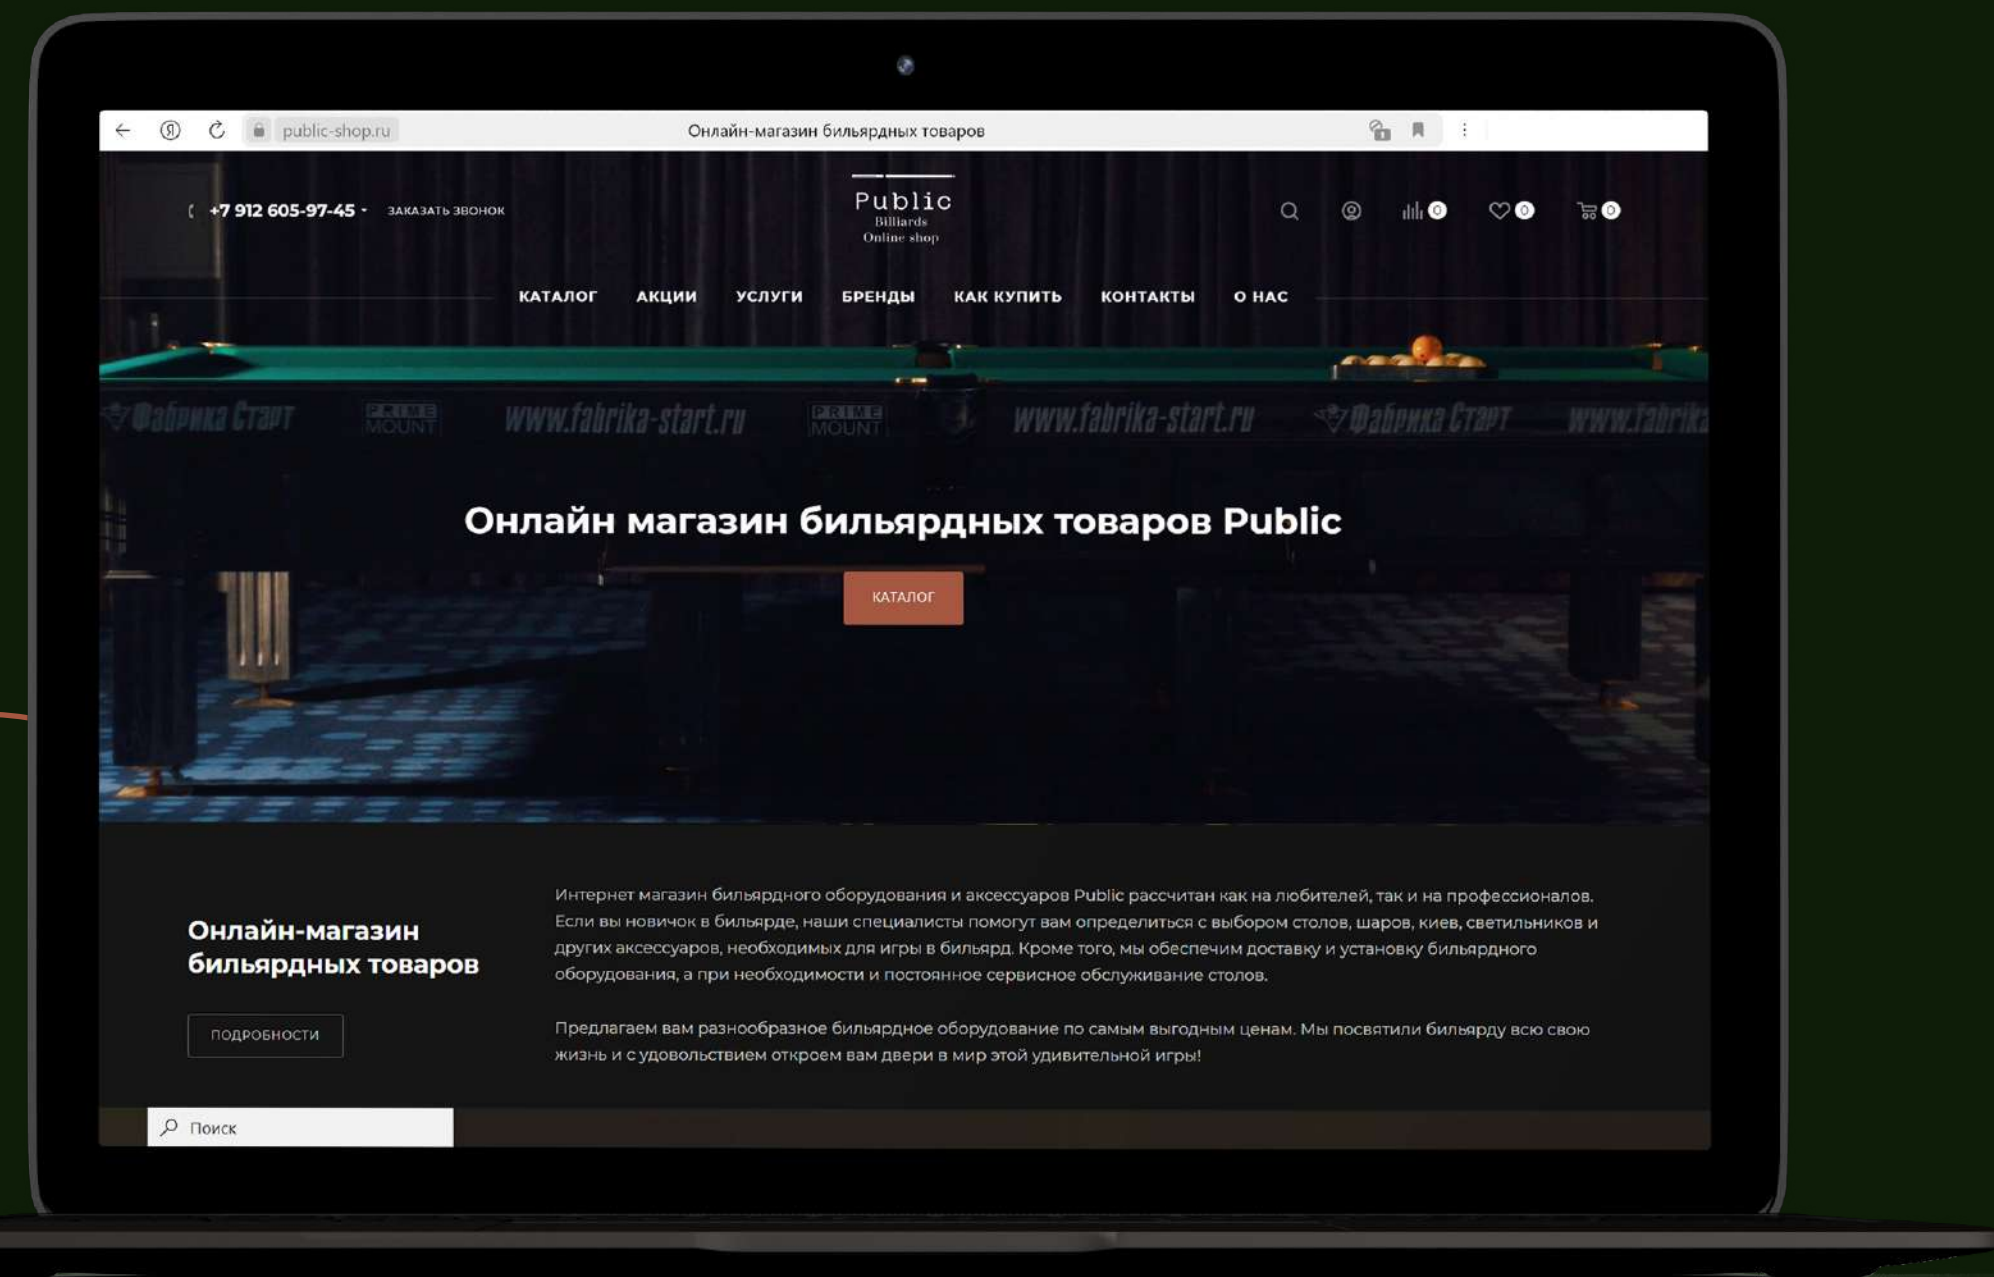 public-shop.ru
Онлайн-магазин бильярдных товаров
+7 912 605-97-45
ЗАКАЗАТЬ ЗВОНОК
Public
Billiards
Online shop
0
0
0
КАТАЛОГ АКЦИИ УСЛУГИ БРЕНДЫ КАК КУПИТЬ КОНТАКТЫ О НАС
Фабрика Старт PRIME MOUNT www.fabrika-start.ru PRIME MOUNT www.fabrika-start.ru Фабрика Старт www.fabrika
Онлайн магазин бильярдных товаров Public
КАТАЛОГ
Онлайн-магазин
бильярдных товаров
ПОДРОБНОСТИ
Интернет магазин бильярдного оборудования и аксессуаров Public рассчитан как на любителей, так и на профессионалов.
Если вы новичок в бильярде, наши специалисты помогут вам определиться с выбором столов, шаров, киев, светильников и
других аксессуаров, необходимых для игры в бильярд. Кроме того, мы обеспечим доставку и установку бильярдного
оборудования, а при необходимости и постоянное сервисное обслуживание столов.
Предлагаем вам разнообразное бильярдное оборудование по самым выгодным ценам. Мы посвятили бильярду всю свою
жизнь и с удовольствием откроем вам двери в мир этой удивительной игры!
Поиск